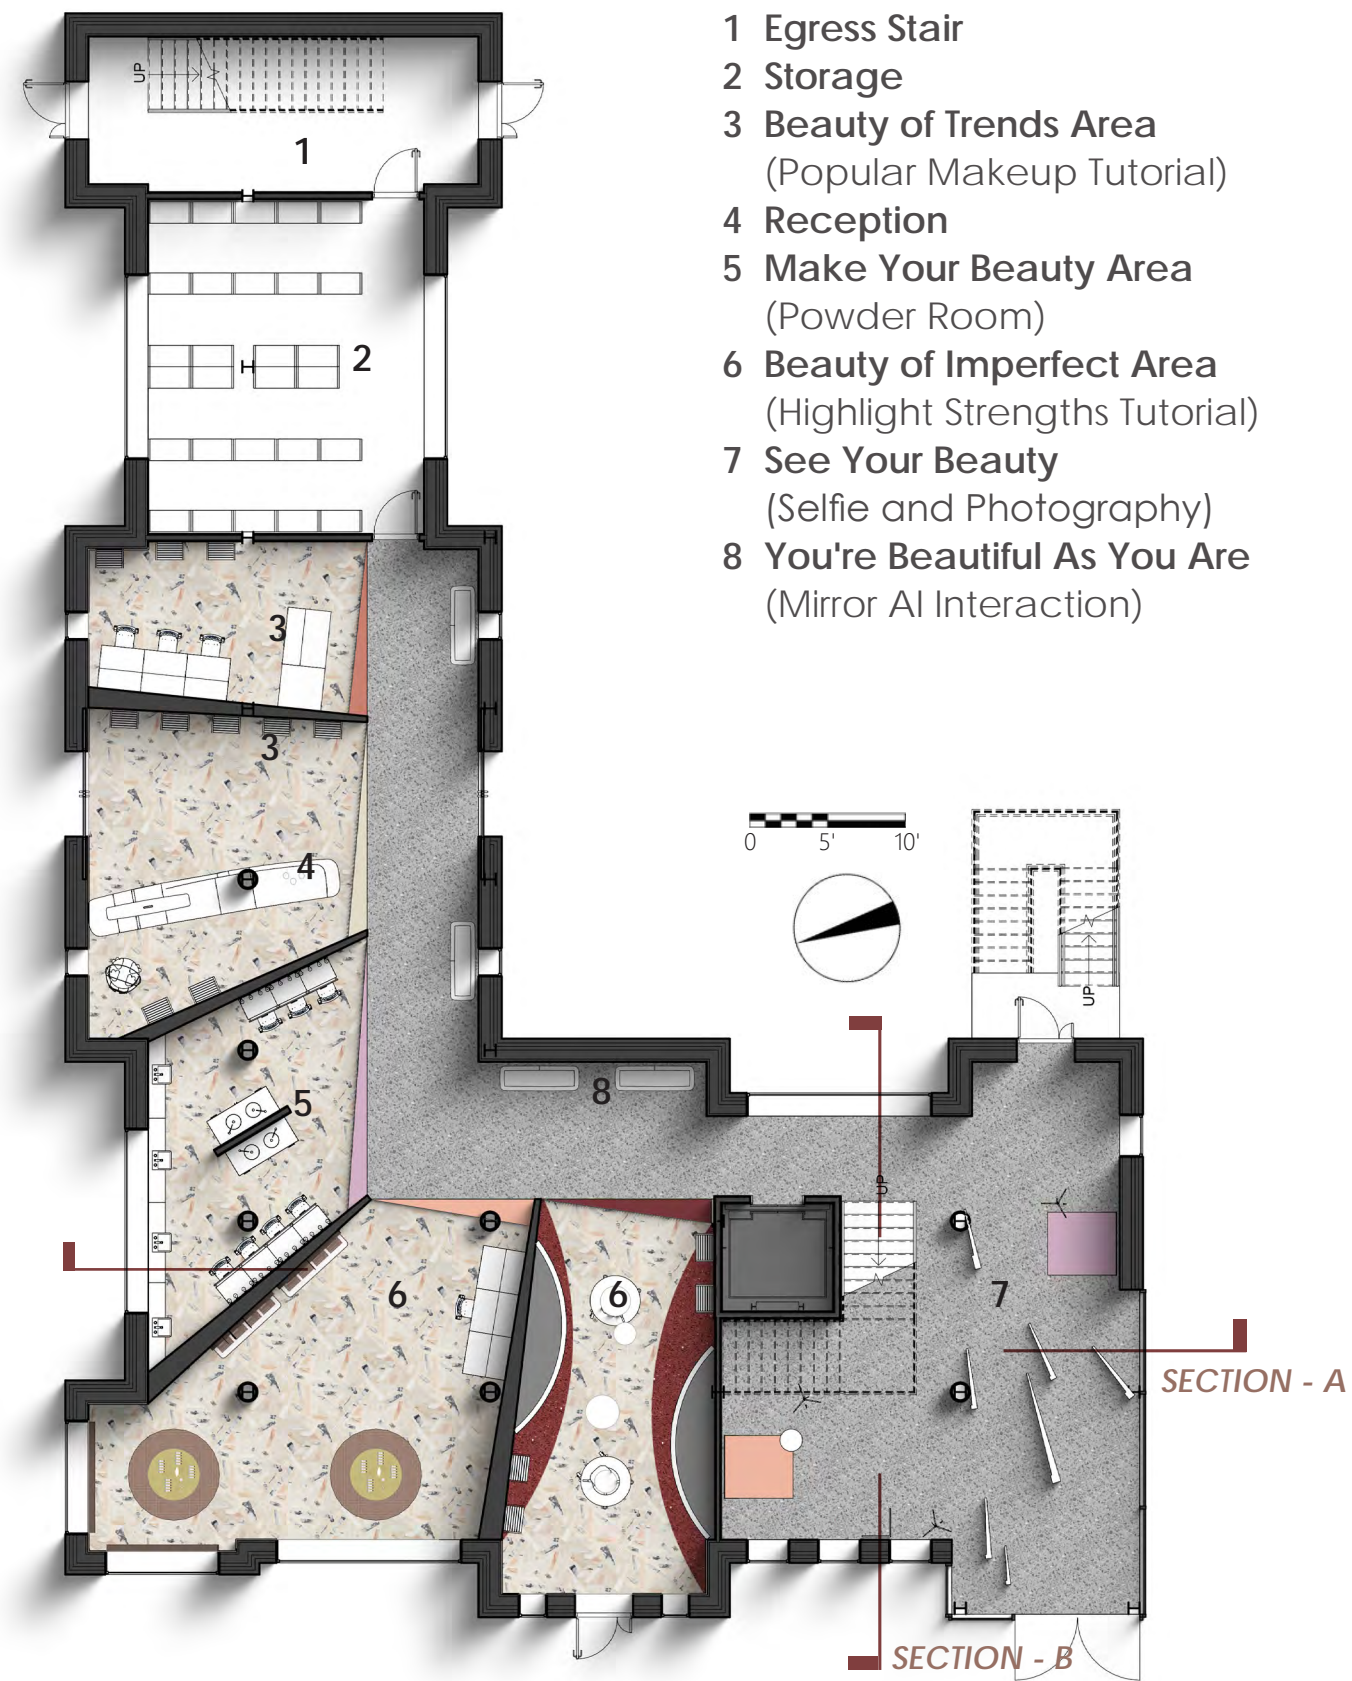 1 Egress Stair
2 Storage
3 Beauty of Trends Area
(Popular Makeup Tutorial)
4 Reception
5 Make Your Beauty Area
(Powder Room)
6 Beauty of Imperfect Area
(Highlight Strengths Tutorial)
7 See Your Beauty
(Selfie and Photography)
8 You're Beautiful As You Are
(Mirror AI Interaction)
UP
1
2
3
3
4
0 5' 10'
UP
5
8
UP
6
6
7
SECTION - A
SECTION - B